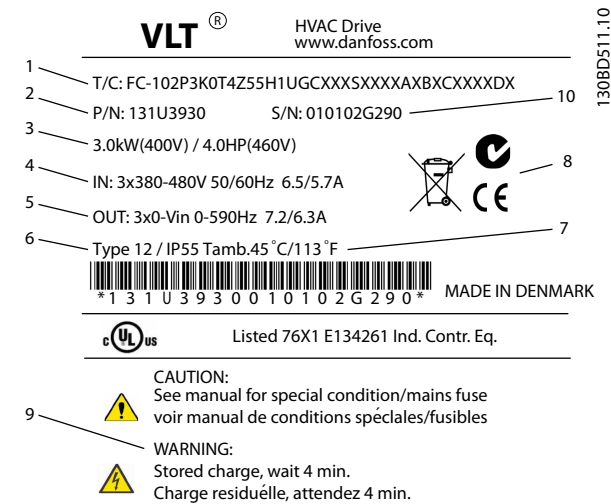 VLT ®
HVAC Drive
www.danfoss.com
130BD511.10
1
T/C: FC-102P3K0T4Z55H1UGCXXXSXXXXAXBXCXXXXDX
2
P/N: 131U3930 S/N: 010102G290
10
3
3.0kW(400V) / 4.0HP(460V)
4
IN: 3x380-480V 50/60Hz 6.5/5.7A
8
CE
5
OUT: 3x0-Vin 0-590Hz 7.2/6.3A
7
6
Type 12 / IP55 Tamb.45˚C/113˚F
*131U3930010102G290*
MADE IN DENMARK
c UL us
Listed 76X1 E134261 Ind. Contr. Eq.
CAUTION:
See manual for special condition/mains fuse
voir manual de conditions spéclales/fusibles
9
WARNING:
Stored charge, wait 4 min.
Charge residuélle, attendez 4 min.